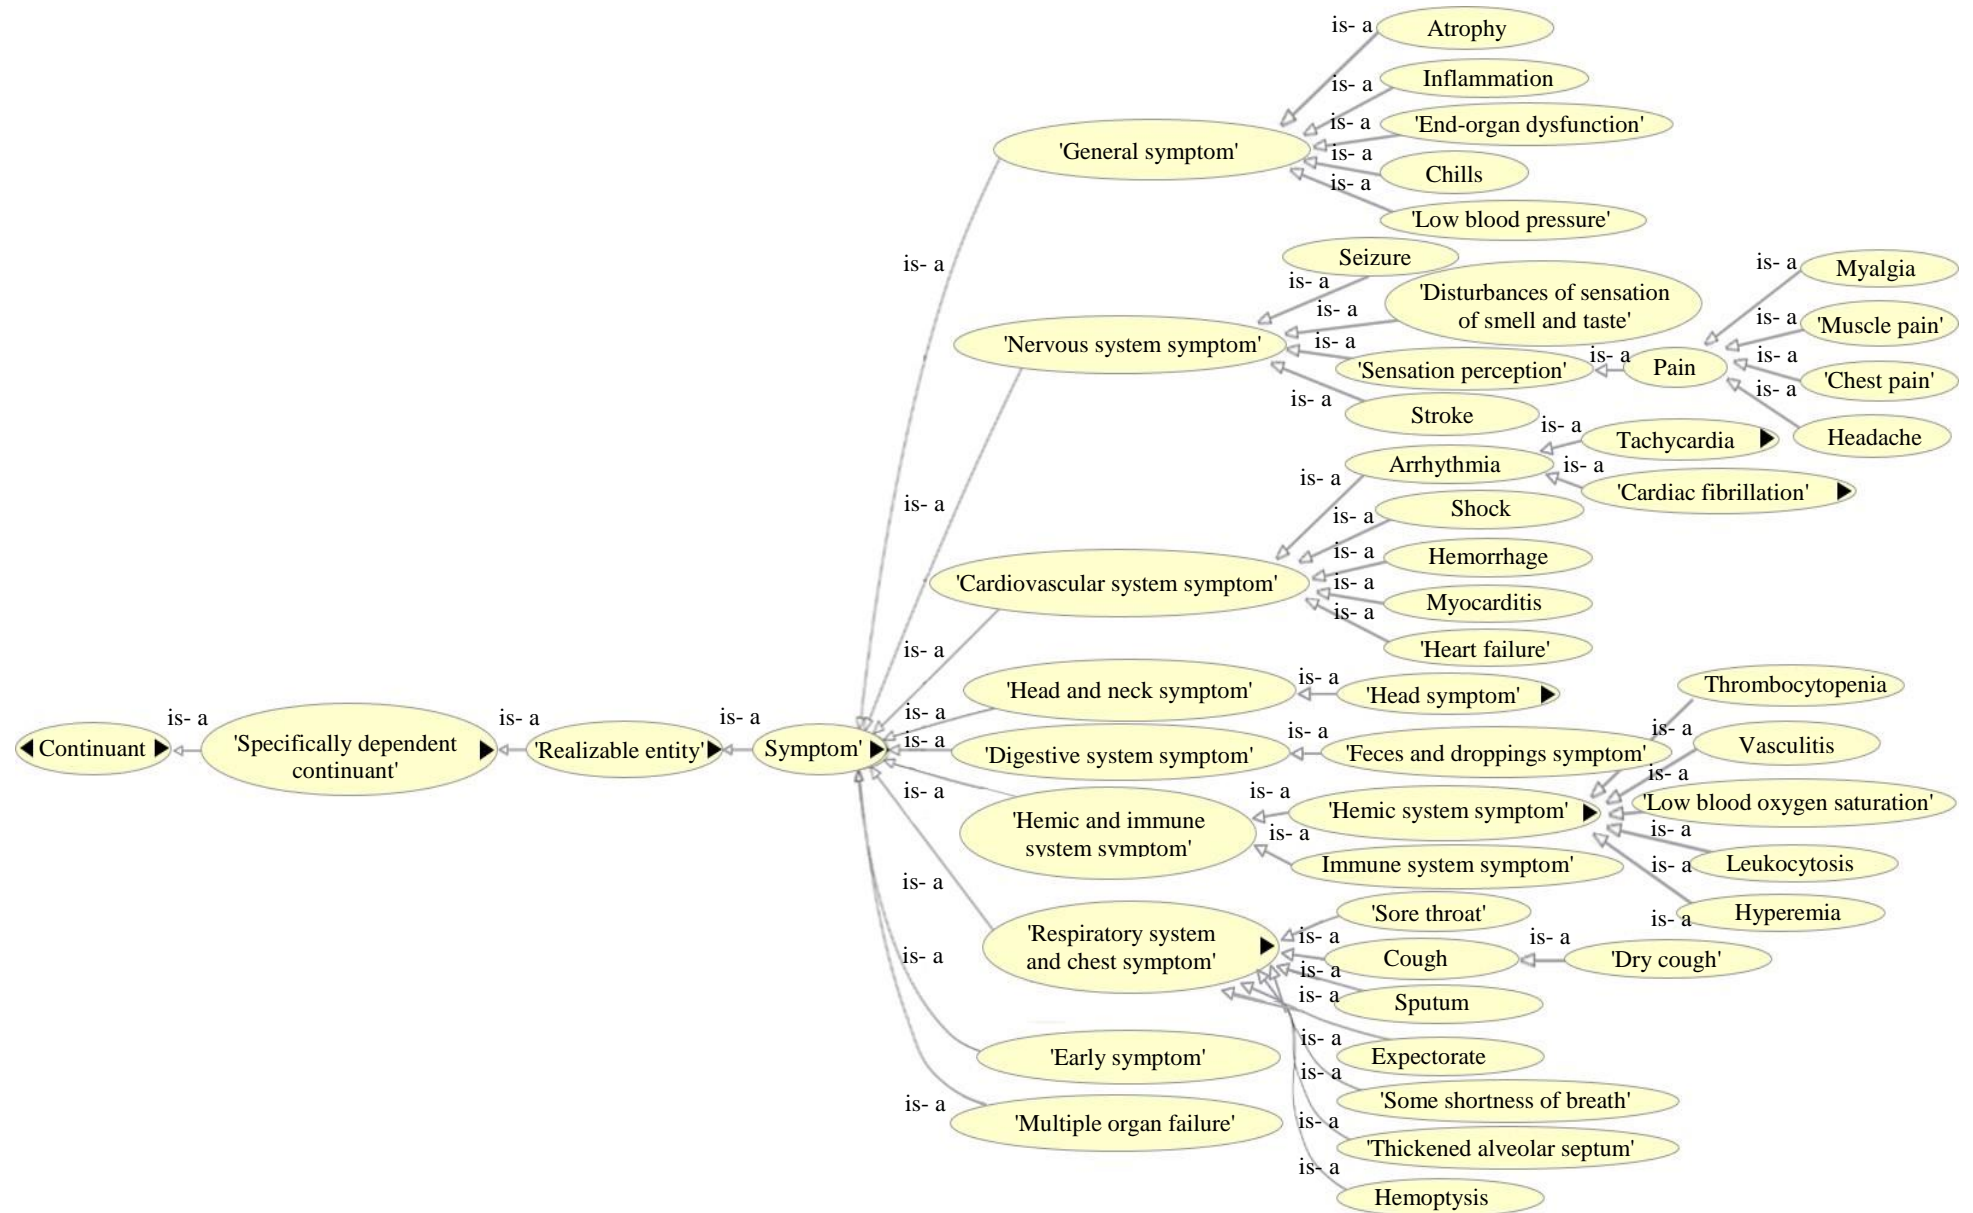 is- a
Atrophy
is- a
Inflammation
is- a
'End-organ dysfunction'
is- a
Chills
is- a
'Low blood pressure'
'General symptom'
is- a
Seizure
is- a
'Disturbances of sensation
of smell and taste'
is- a
'Nervous system symptom'
is- a
'Sensation perception'
is- a
Pain
is- a
Myalgia
is- a
'Muscle pain'
is- a
'Chest pain'
is- a
Headache
is- a
Stroke
is- a
is- a
Tachycardia
is- a
Arrhythmia
is- a
'Cardiac fibrillation'
is- a
Shock
is- a
Hemorrhage
'Cardiovascular system symptom'
is- a
Myocarditis
is- a
'Heart failure'
is- a
'Head and neck symptom'
is- a
'Head symptom'
is- a
Continuant
is- a
'Specifically dependent
continuant'
is- a
'Realizable entity'
is- a
Symptom'
is- a
'Digestive system symptom'
is- a
'Feces and droppings symptom'
is- a
'Hemic and immune
system symptom'
is- a
'Hemic system symptom'
is- a
Immune system symptom'
Thrombocytopenia
is- a
Vasculitis
is- a
'Low blood oxygen saturation'
is- a
Leukocytosis
is- a
Hyperemia
is- a
is- a
'Respiratory system
and chest symptom'
'Sore throat'
is- a
Cough
is- a
'Dry cough'
is- a
Sputum
is- a
Expectorate
is- a
'Some shortness of breath'
is- a
'Thickened alveolar septum'
is- a
Hemoptysis
is- a
is- a
'Early symptom'
is- a
'Multiple organ failure'